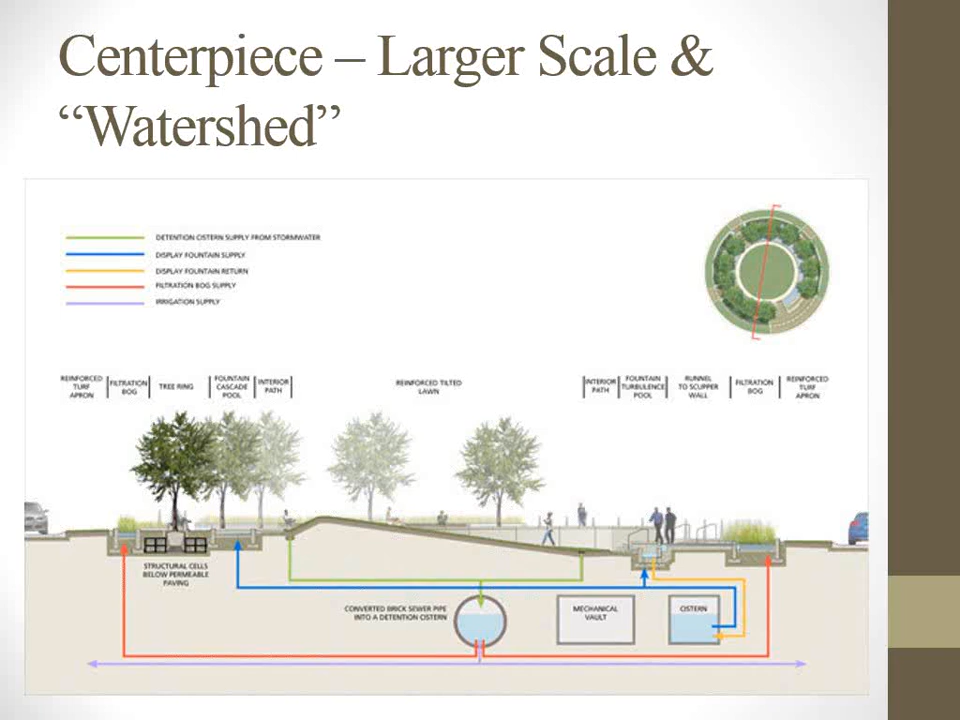 Centerpiece – Larger Scale &
“Watershed”
DETENTION CISTERN SUPPLY FROM STORMWATER
DISPLAY FOUNTAIN SUPPLY
DISPLAY FOUNTAIN RETURN
FILTRATION BOG SUPPLY
IRRIGATION SUPPLY
REINFORCED
TURF
APRON
FILTRATION
BOG
TREE RING
FOUNTAIN
CASCADE
POOL
INTERIOR
PATH
REINFORCED TILTED
LAWN
INTERIOR
PATH
FOUNTAIN
TURBULENCE
POOL
RUNNEL
TO SCUPPER
WALL
FILTRATION
BOG
REINFORCED
TURF
APRON
STRUCTURAL CELLS
BELOW PERMEABLE
PAVING
CONVERTED BRICK SEWER PIPE
INTO A DETENTION CISTERN
MECHANICAL
VAULT
CISTERN